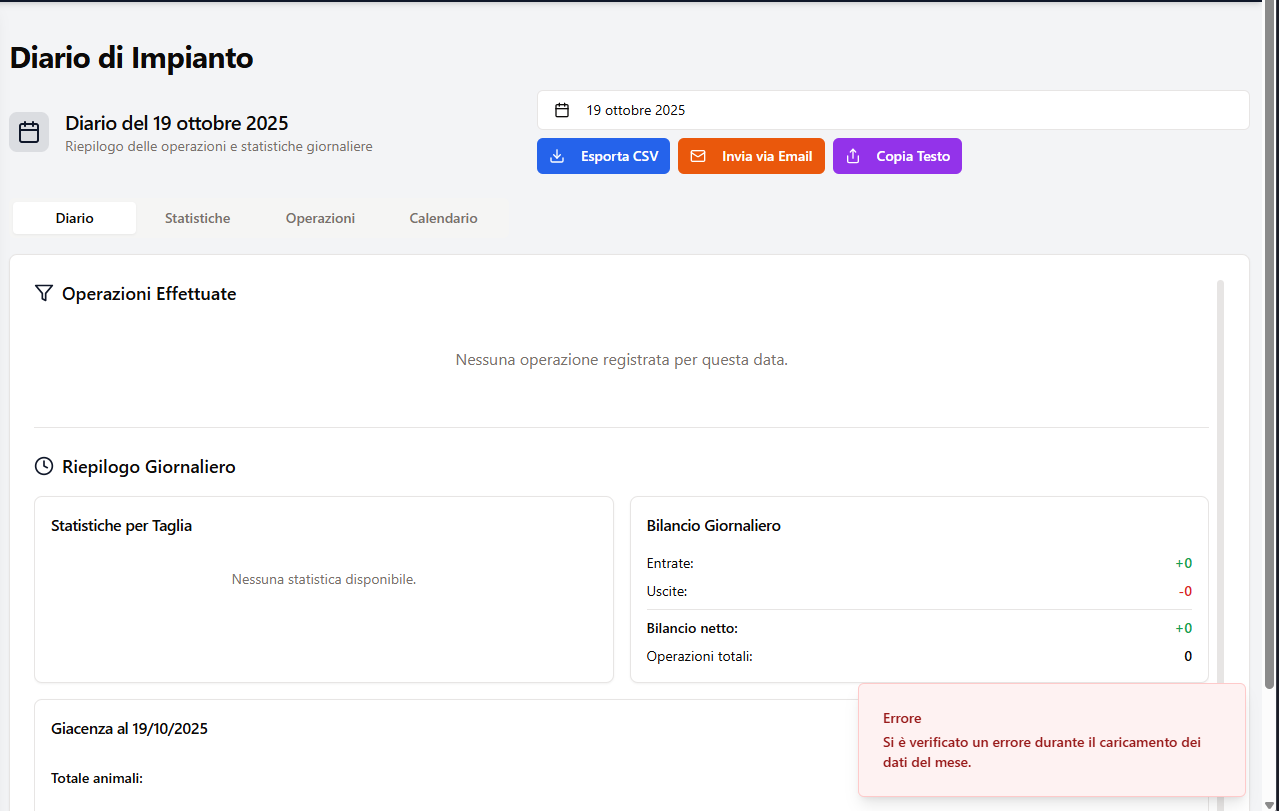 Diario di Impianto
Diario del 19 ottobre 2025
Riepilogo delle operazioni e statistiche giornaliere
19 ottobre 2025
Esporta CSV
Invia via Email
Copia Testo
Diario
Statistiche
Operazioni
Calendario
Operazioni Effettuate
Nessuna operazione registrata per questa data.
Riepilogo Giornaliero
Statistiche per Taglia
Nessuna statistica disponibile.
Bilancio Giornaliero
Entrate: +0
Uscite: -0
Bilancio netto: +0
Operazioni totali: 0
Giacenza al 19/10/2025
Totale animali:
Errore
Si è verificato un errore durante il caricamento dei
dati del mese.